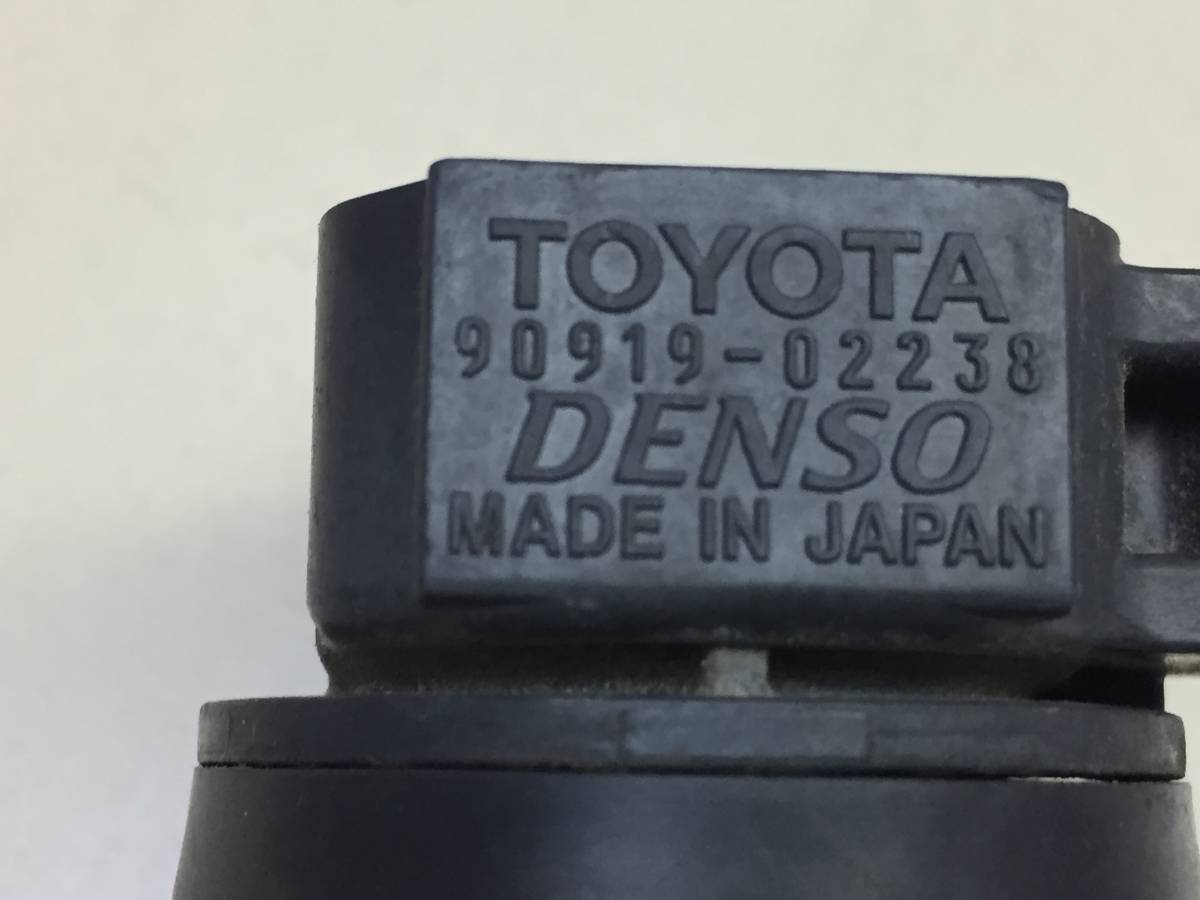 TOYOTA
90919-02238
DENSO
MADE IN JAPAN